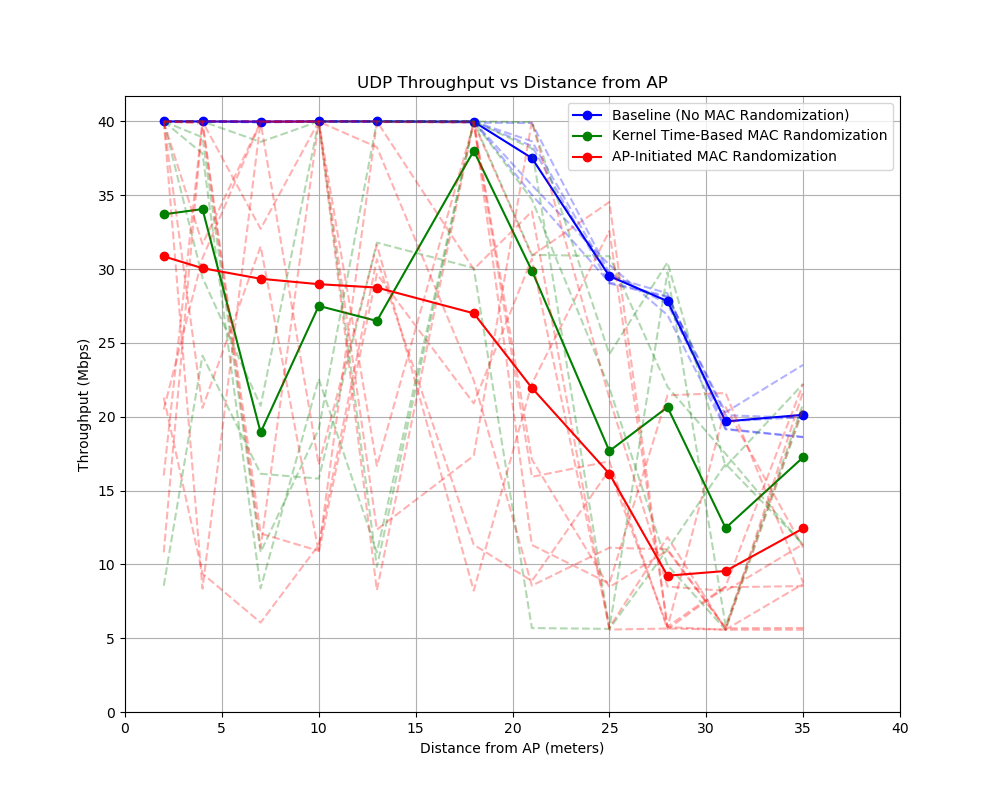 UDP Throughput vs Distance from AP
Baseline (No MAC Randomization)
Kernel Time-Based MAC Randomization
AP-Initiated MAC Randomization
Throughput (Mbps)
40
35
30
25
20
15
10
5
0
0 5 10 15 20 25 30 35 40
Distance from AP (meters)